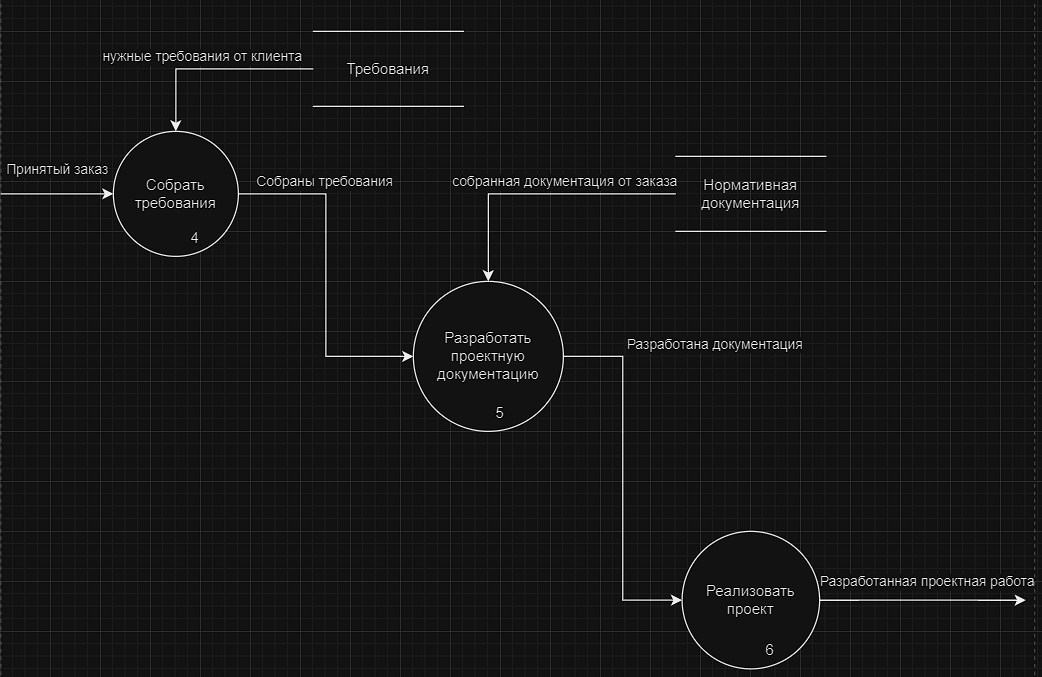 нужные требования от клиента
Требования
Принятый заказ
Собрать
требования
4
Собраны требования
собранная документация от заказа
Нормативная
документация
Разработать
проектную
документацию
5
Разработана документация
Реализовать
проект
6
Разработанная проектная работа